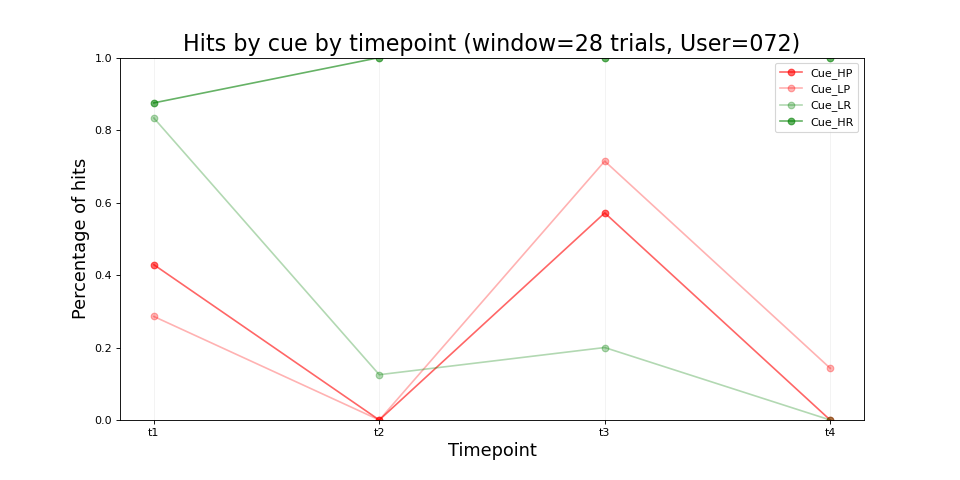 Hits by cue by timepoint (window=28 trials, User=072)
1.0
0.8
0.6
0.4
0.2
0.0
Percentage of hits
Cue_HP
Cue_LP
Cue_LR
Cue_HR
t1 t2 t3 t4
Timepoint